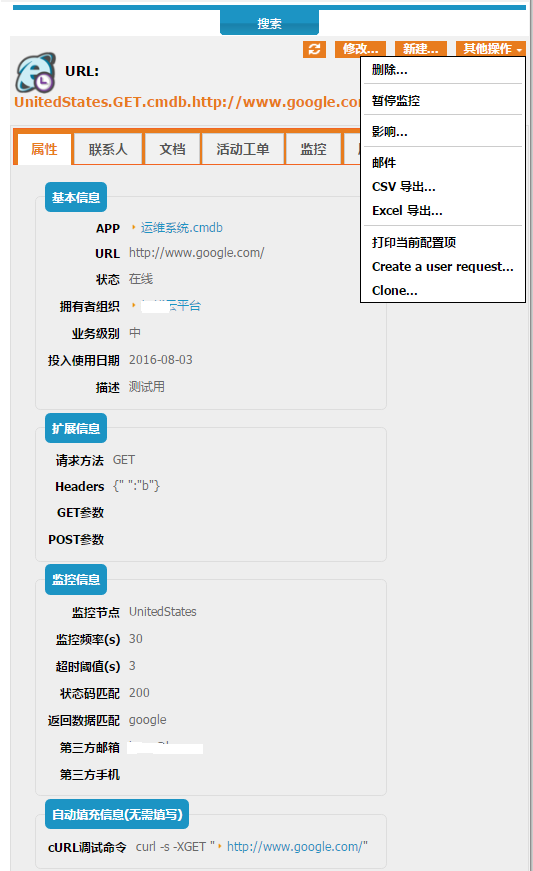 搜索
修改... 新建... 其他操作
URL:
UnitedStates.GET.cmdb.http://www.google.co
删除...
暂停监控
影响...
邮件
CSV 导出...
Excel 导出...
打印当前配置项
Create a user request...
Clone...
属性 联系人 文档 活动工单 监控
基本信息
APP 运维系统.cmdb
URL http://www.google.com/
状态 在线
拥有者组织 云平台
业务级别 中
投入使用日期 2016-08-03
描述 测试用
扩展信息
请求方法 GET
Headers {" ":"b"}
GET参数
POST参数
监控信息
监控节点 UnitedStates
监控频率(s) 30
超时阈值(s) 3
状态码匹配 200
返回数据匹配 google
第三方邮箱
第三方手机
自动填充信息(无需填写)
cURL调试命令 curl -s -XGET "http://www.google.com/"